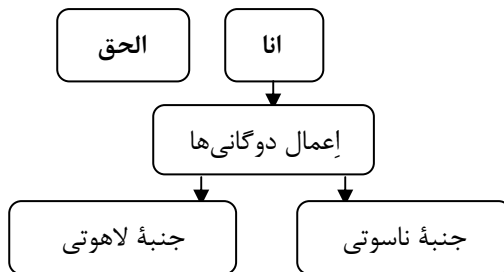 انا
الحق
اِعمال دوگانی‌ها
جنبهٔ ناسوتی
جنبهٔ لاهوتی